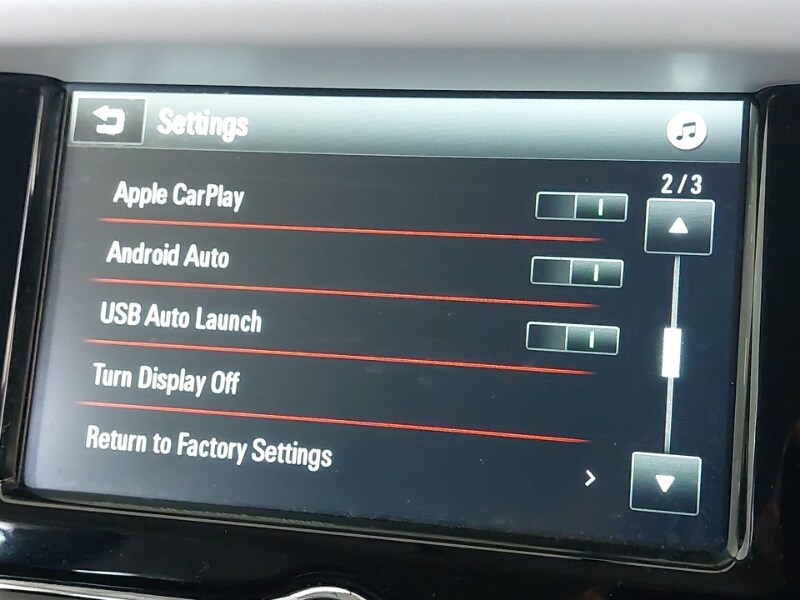 Settings
2/3
Apple CarPlay
Android Auto
USB Auto Launch
Turn Display Off
Return to Factory Settings